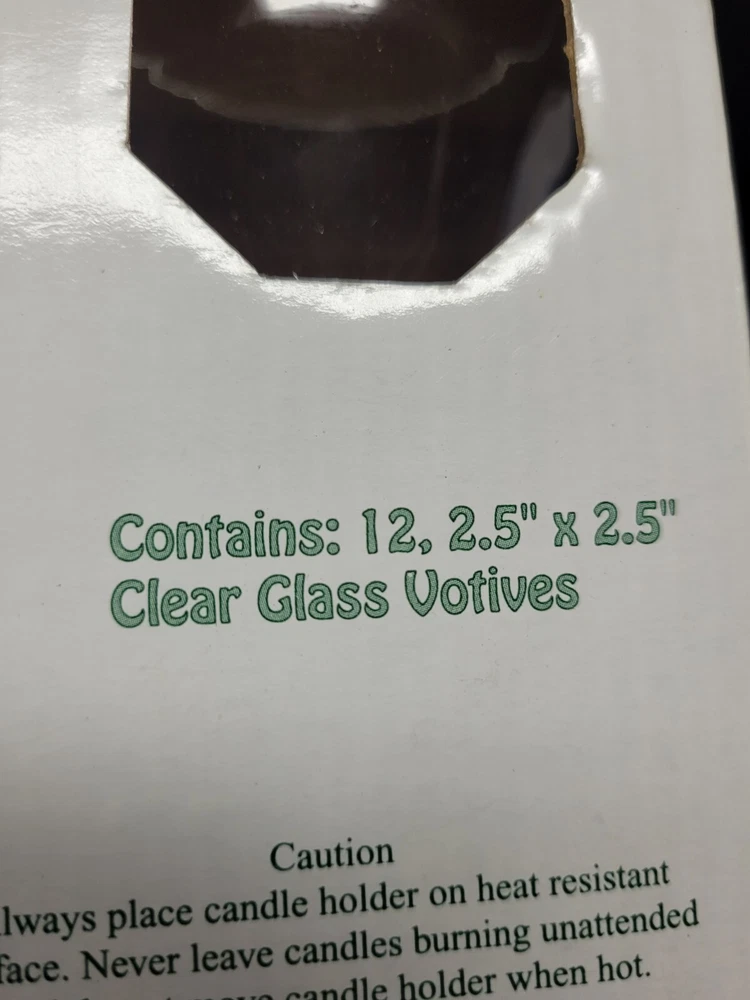 Contains: 12, 2.5" x 2.5"
Clear Glass Votives
Caution
lways place candle holder on heat resistant
face. Never leave candles burning unattended
candle holder when hot.